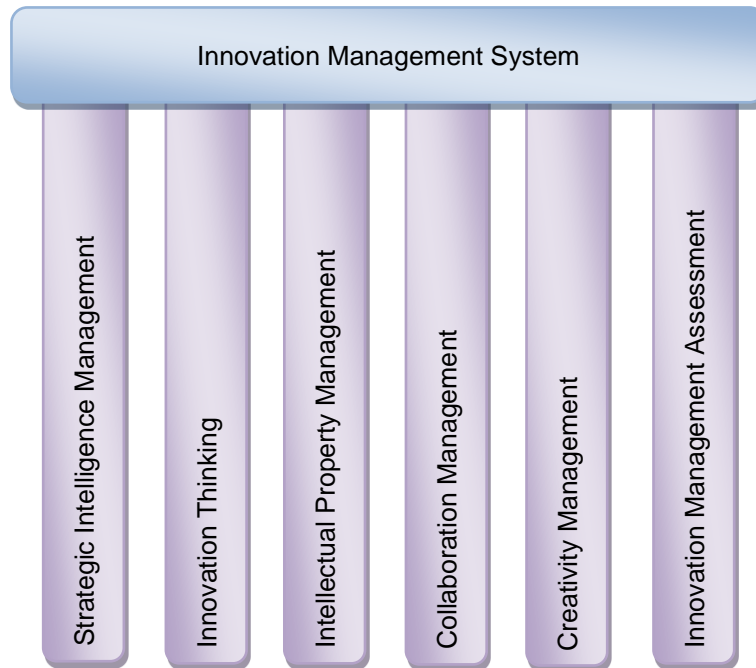 Innovation Management System
Strategic Intelligence Management
Innovation Thinking
Intellectual Property Management
Collaboration Management
Creativity Management
Innovation Management Assessment